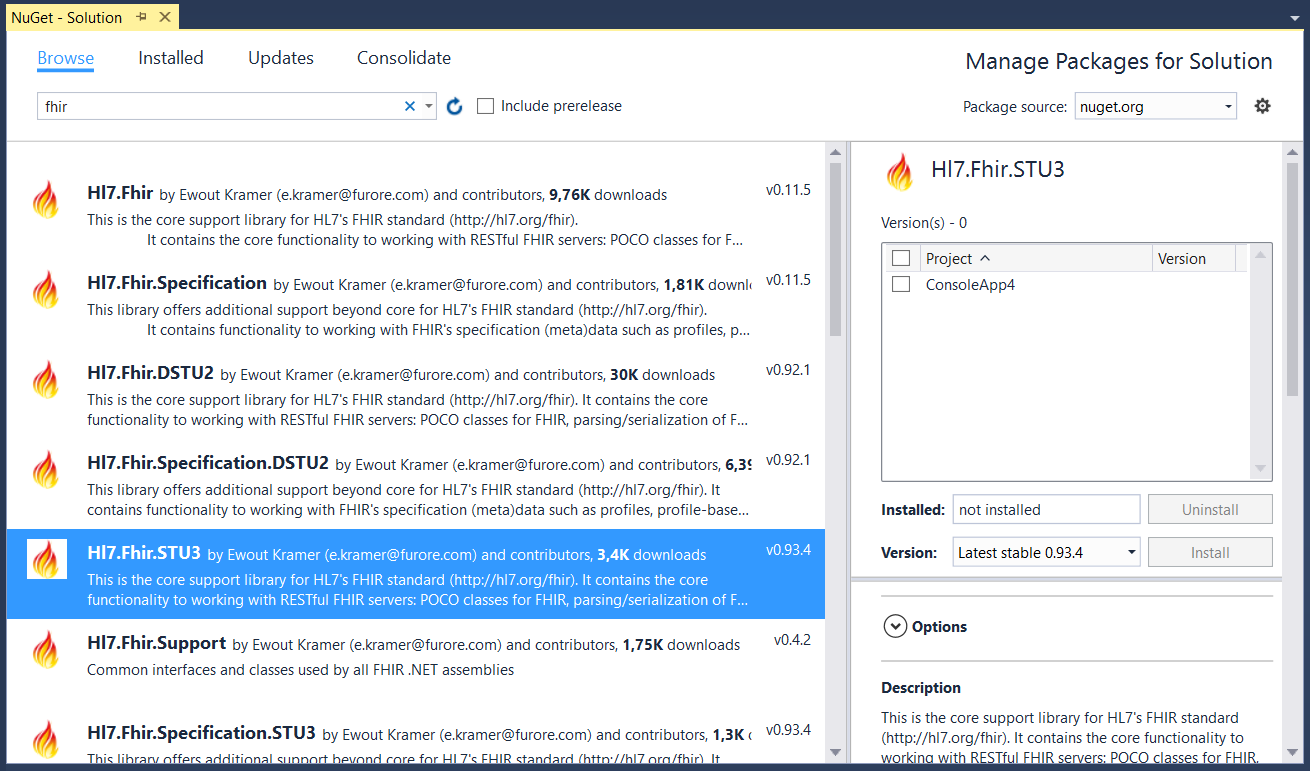 NuGet - Solution
Browse Installed Updates Consolidate
Manage Packages for Solution
fhir
Include prerelease
Package source: nuget.org
Hl7.Fhir by Ewout Kramer (e.kramer@furore.com) and contributors, 9,76K downloads v0.11.5
This is the core support library for HL7's FHIR standard (http://hl7.org/fhir).
It contains the core functionality to working with RESTful FHIR servers: POCO classes for F...
Hl7.Fhir.Specification by Ewout Kramer (e.kramer@furore.com) and contributors, 1,81K downl v0.11.5
This library offers additional support beyond core for HL7's FHIR standard (http://hl7.org/fhir).
It contains functionality to working with FHIR's specification (meta)data such as profiles, p...
Hl7.Fhir.DSTU2 by Ewout Kramer (e.kramer@furore.com) and contributors, 30K downloads v0.92.1
This is the core support library for HL7's FHIR standard (http://hl7.org/fhir). It contains the core
functionality to working with RESTful FHIR servers: POCO classes for FHIR, parsing/serialization of F...
Hl7.Fhir.Specification.DSTU2 by Ewout Kramer (e.kramer@furore.com) and contributors, 6,39 v0.92.1
This library offers additional support beyond core for HL7's FHIR standard (http://hl7.org/fhir). It
contains functionality to working with FHIR's specification (meta)data such as profiles, profile-base...
Hl7.Fhir.STU3 by Ewout Kramer (e.kramer@furore.com) and contributors, 3,4K downloads v0.93.4
This is the core support library for HL7's FHIR standard (http://hl7.org/fhir). It contains the core
functionality to working with RESTful FHIR servers: POCO classes for FHIR, parsing/serialization of F...
Hl7.Fhir.Support by Ewout Kramer (e.kramer@furore.com) and contributors, 1,75K downloads v0.4.2
Common interfaces and classes used by all FHIR .NET assemblies
Hl7.Fhir.Specification.STU3 by Ewout Kramer (e.kramer@furore.com) and contributors, 1,3K v0.93.4
This library offers additional support beyond core for HL7's FHIR standard (http://hl7.org/fhir). It
Hl7.Fhir.STU3
Version(s) - 0
Project Version
ConsoleApp4
Installed: not installed Uninstall
Version: Latest stable 0.93.4 Install
Options
Description
This is the core support library for HL7's FHIR standard
(http://hl7.org/fhir). It contains the core functionality to
working with RESTful FHIR servers: POCO classes for FHIR,